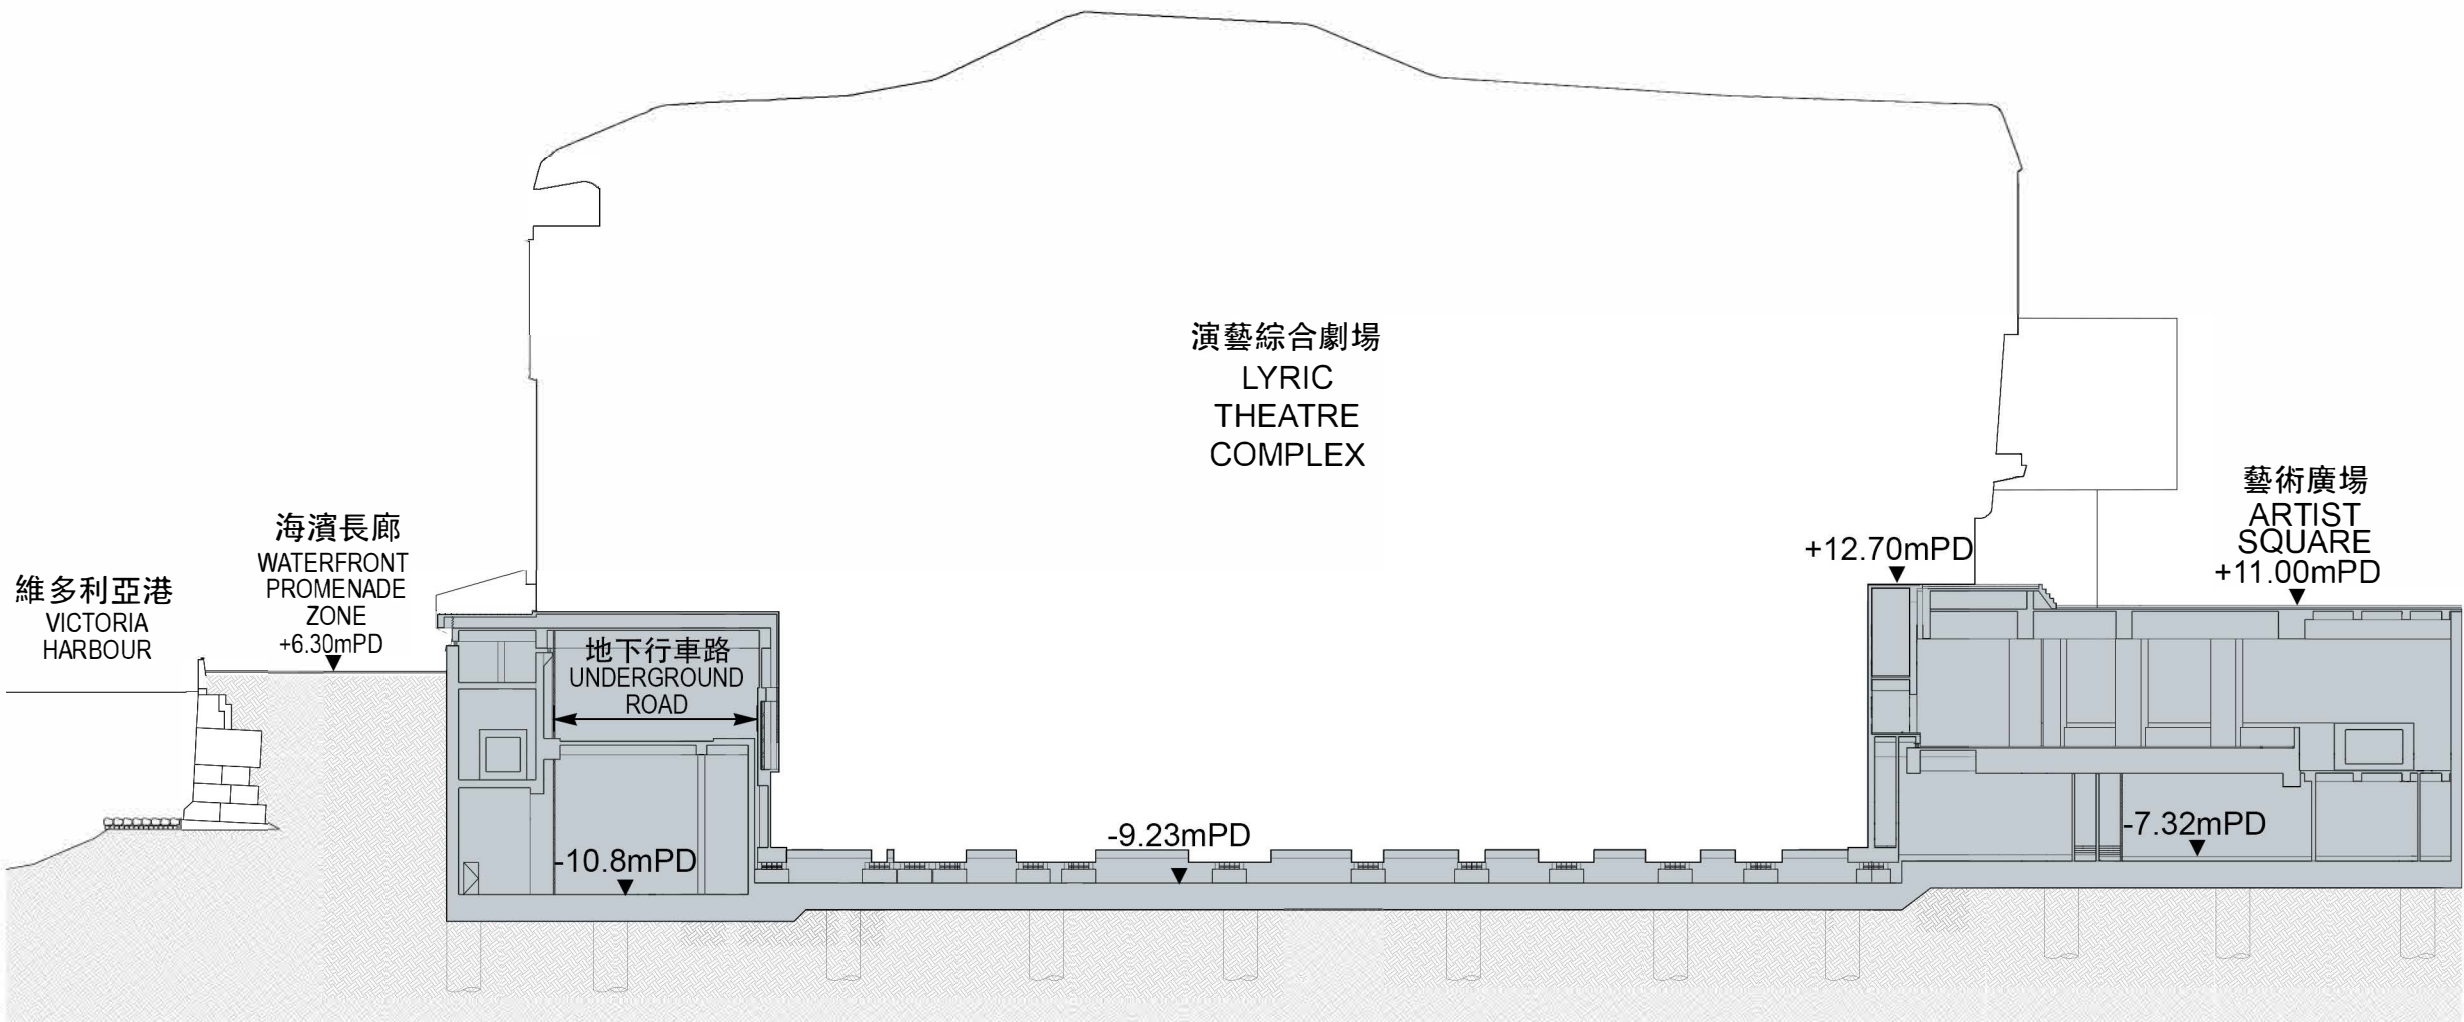 演藝綜合劇場
LYRIC
THEATRE
COMPLEX
藝術廣場
ARTIST
SQUARE
+11.00mPD
海濱長廊
WATERFRONT
PROMENADE
ZONE
+6.30mPD
維多利亞港
VICTORIA
HARBOUR
+12.70mPD
地下行車路
UNDERGROUND
ROAD
-10.8mPD
-9.23mPD
-7.32mPD